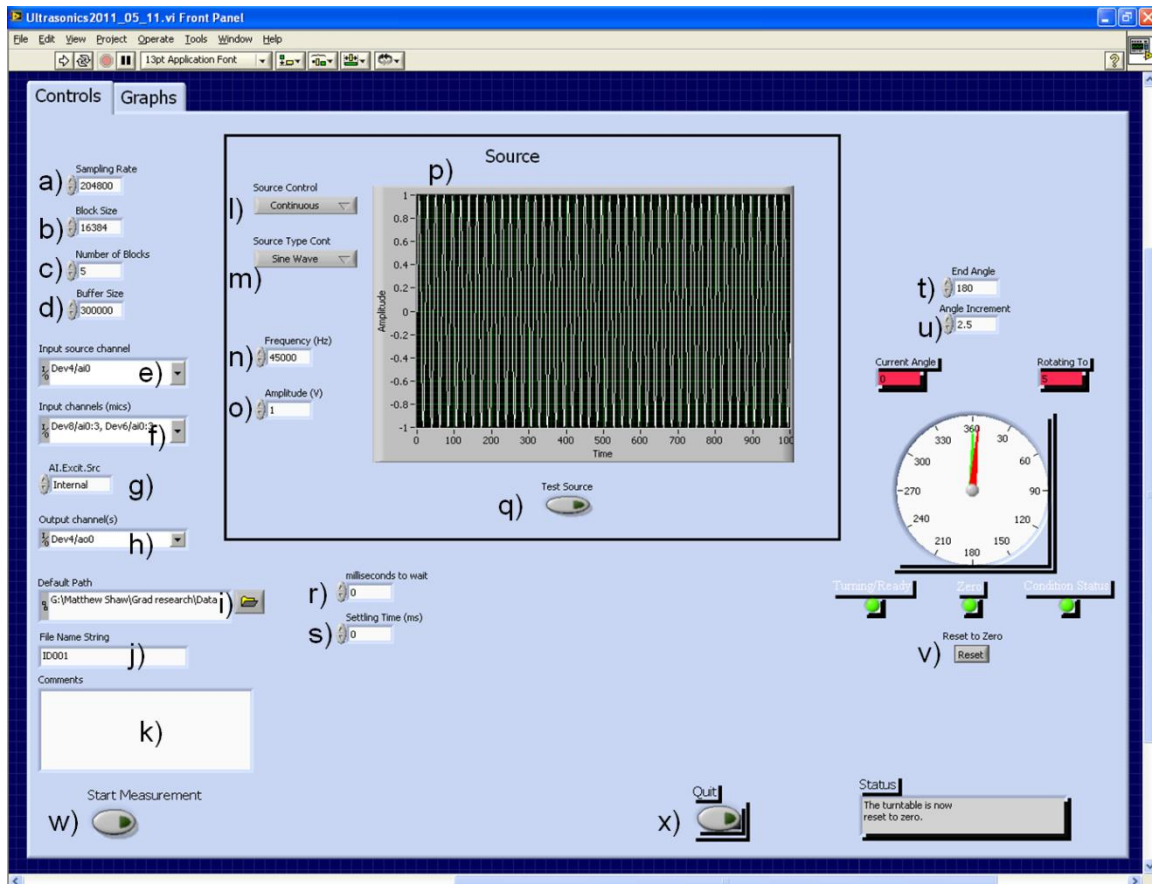 Ultrasonics2011_05_11.vi Front Panel
File Edit View Project Operate Tools Window Help
13pt Application Font
Controls Graphs
Sampling Rate
a) 204800
Block Size
b) 16384
Number of Blocks
c) 5
Buffer Size
d) 300000
Input source channel
Dev4/ai0 e)
Input channels (mics)
Dev8/ai0:3, Dev6/ai0:3 f)
AI.Excit.Src
Internal g)
Output channel(s)
Dev4/ao0 h)
Default Path
G:\Matthew Shaw\Grad research\Data i)
File Name String
ID001 j)
Comments
k)
Start Measurement
w)
Source
Source Control
l) Continuous
Source Type Cont
Sine Wave
m)
Frequency (Hz)
n) 45000
Amplitude (V)
o) 1
p)
Amplitude
1
0.8
0.6
0.4
0.2
0
-0.2
-0.4
-0.6
-0.8
-1
0 100 200 300 400 500 600 700 800 900 100
Time
Test Source
q)
milliseconds to wait
r) 0
Settling Time (ms)
s) 0
End Angle
t) 180
Angle Increment
u) 2.5
Current Angle Rotating To
0 5
360
330 30
300 60
270 90
240 120
210 150
180
Turning/Ready Zero Condition Status
Reset to Zero
v) Reset
Quit
x)
Status
The turntable is now
reset to zero.